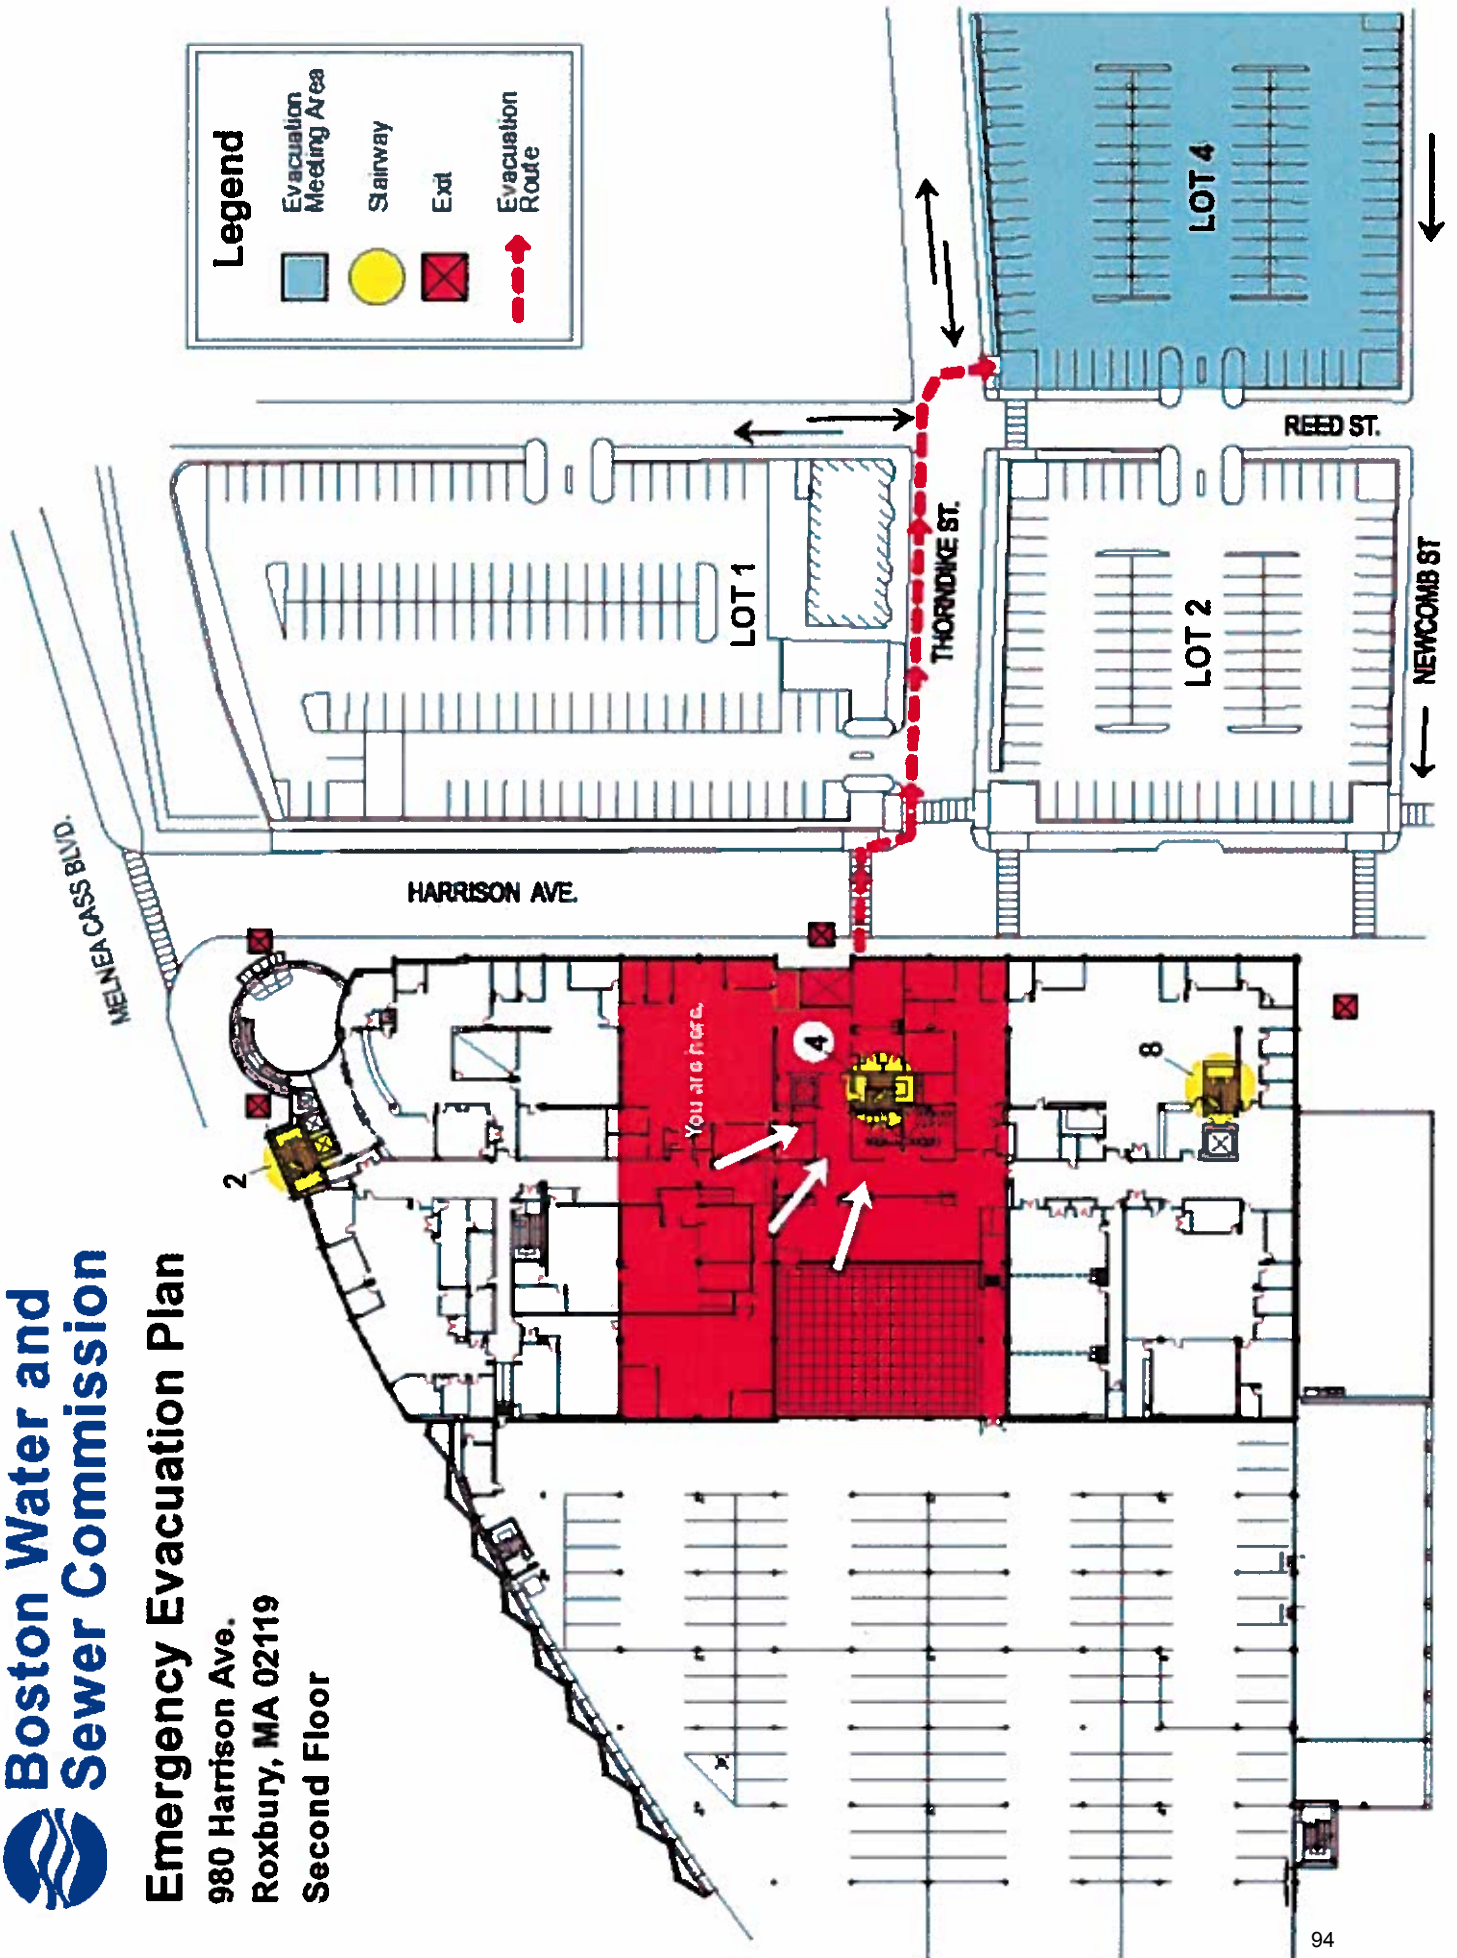 Boston Water and
Sewer Commission
Emergency Evacuation Plan
980 Harrison Ave.
Roxbury, MA 02119
Second Floor
Legend
Evacuation
Meeting Area
Stairway
Exit
Evacuation
Route
MELNEA CASS BLVD.
HARRISON AVE.
LOT 1
THORNDIKE ST.
LOT 2
NEWCOMB ST
REED ST.
LOT 4
2
You are here.
4
8
94